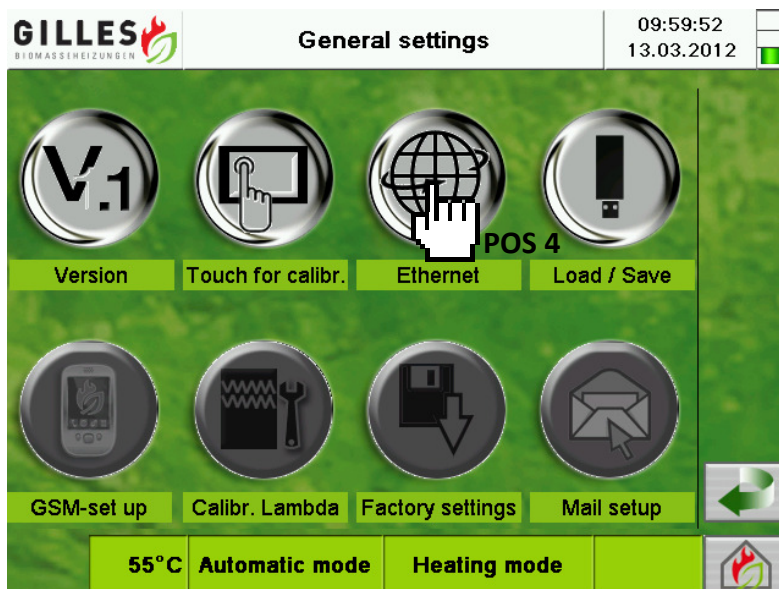 GILLES
BIOMASSEHEIZUNGEN
General settings
09:59:52
13.03.2012
V.1
POS 4
Version
Touch for calibr.
Ethernet
Load / Save
GSM-set up
Calibr. Lambda
Factory settings
Mail setup
55°C
Automatic mode
Heating mode